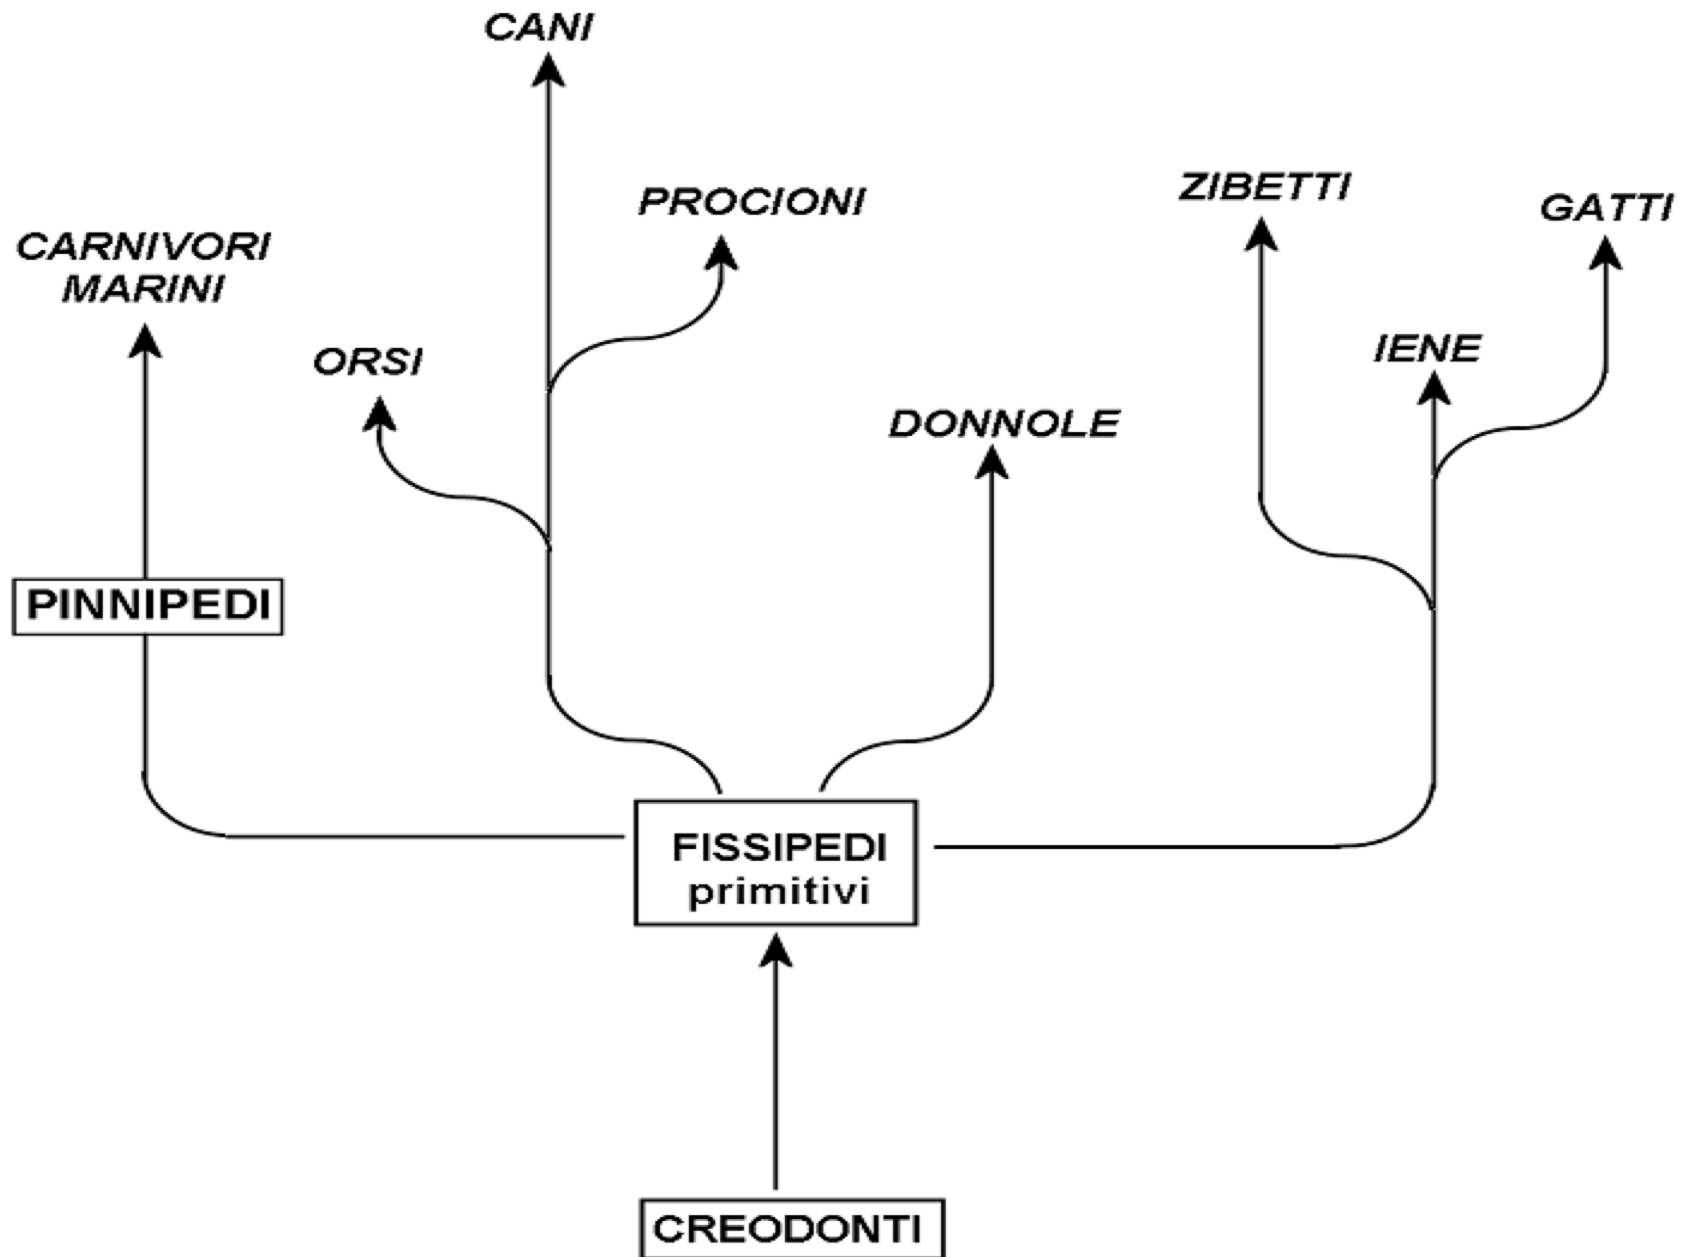 CANI
PROCIONI
ZIBETTI
GATTI
CARNIVORI
MARINI
ORSI
IENE
DONNOLE
PINNIPEDI
FISSIPEDI
primitivi
CREODONTI